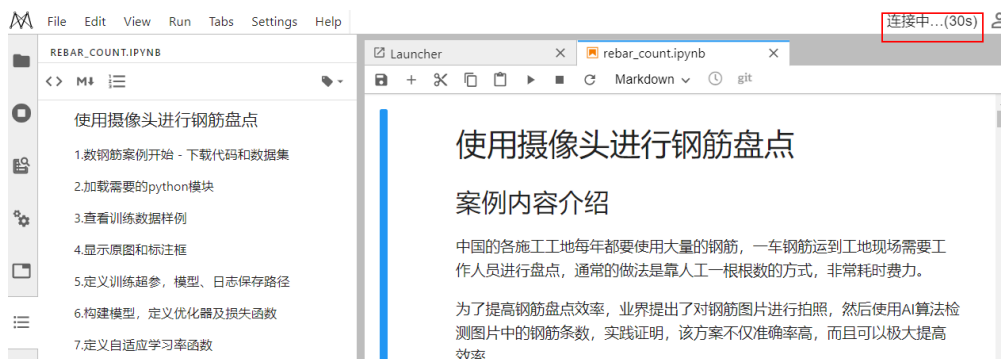 File Edit View Run Tabs Settings Help
连接中...(30s)
REBAR_COUNT.IPYNB
Launcher
rebar_count.ipynb
Markdown
git
使用摄像头进行钢筋盘点
1.数钢筋案例开始 - 下载代码和数据集
2.加载需要的python模块
3.查看训练数据样例
4.显示原图和标注框
5.定义训练超参，模型、日志保存路径
6.构建模型，定义优化器及损失函数
7.定义自适应学习率函数
使用摄像头进行钢筋盘点
案例内容介绍
中国的各施工工地每年都要使用大量的钢筋，一车钢筋运到工地现场需要工
作人员进行盘点，通常的做法是靠人工一根根数的方式，非常耗时费力。
为了提高钢筋盘点效率，业界提出了对钢筋图片进行拍照，然后使用AI算法检
测图片中的钢筋条数，实践证明，该方案不仅准确率高，而且可以极大提高
效率